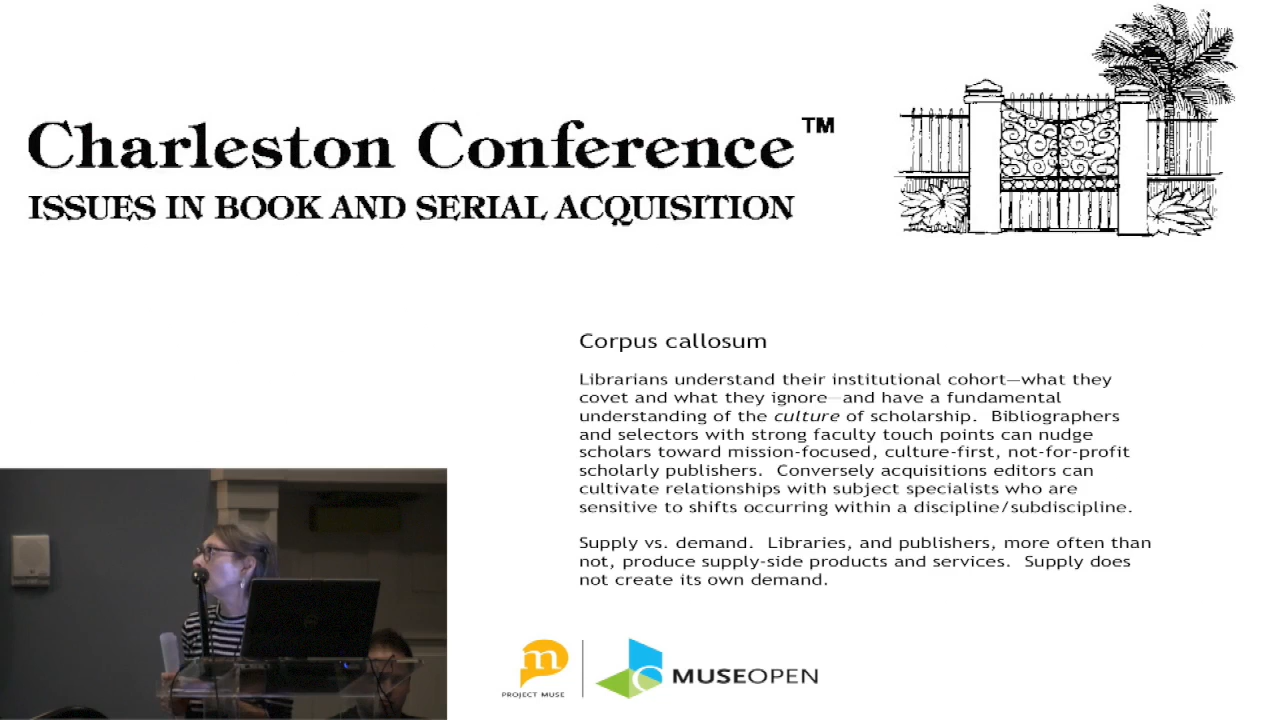 Charleston Conference™
ISSUES IN BOOK AND SERIAL ACQUISITION
Corpus callosum
Librarians understand their institutional cohort—what they
covet and what they ignore—and have a fundamental
understanding of the culture of scholarship.  Bibliographers
and selectors with strong faculty touch points can nudge
scholars toward mission-focused, culture-first, not-for-profit
scholarly publishers.  Conversely acquisitions editors can
cultivate relationships with subject specialists who are
sensitive to shifts occurring within a discipline/subdiscipline.
Supply vs. demand.  Libraries, and publishers, more often than
not, produce supply-side products and services.  Supply does
not create its own demand.
m
PROJECT MUSE
MUSEOPEN